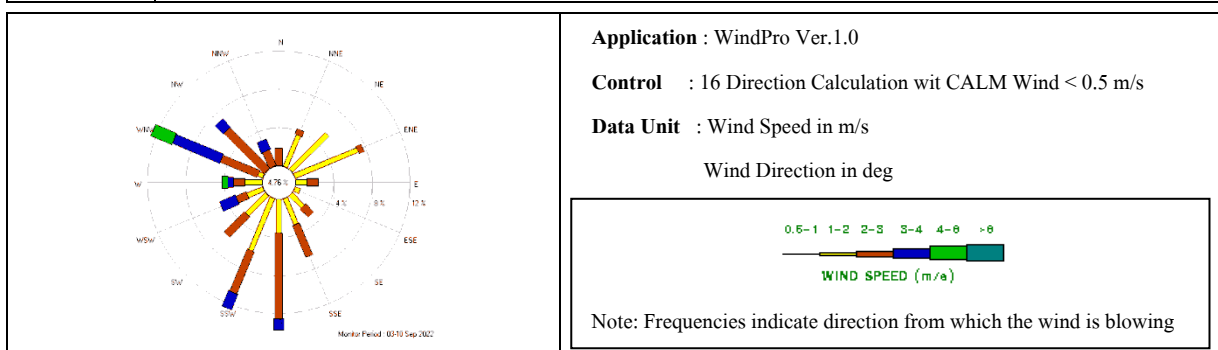 N
NNW
NNE
NW
NE
WNW
ENE
4.76 %
W
E
4 %
8 %
12 %
WSW
ESE
SW
SE
SSW
SSE
Monitor Period : 03-10 Sep 2022
Application : WindPro Ver.1.0
Control : 16 Direction Calculation wit CALM Wind < 0.5 m/s
Data Unit : Wind Speed in m/s
Wind Direction in deg
0.5-1 1-2 2-3 3-4 4-6 >6
WIND SPEED (m/s)
Note: Frequencies indicate direction from which the wind is blowing